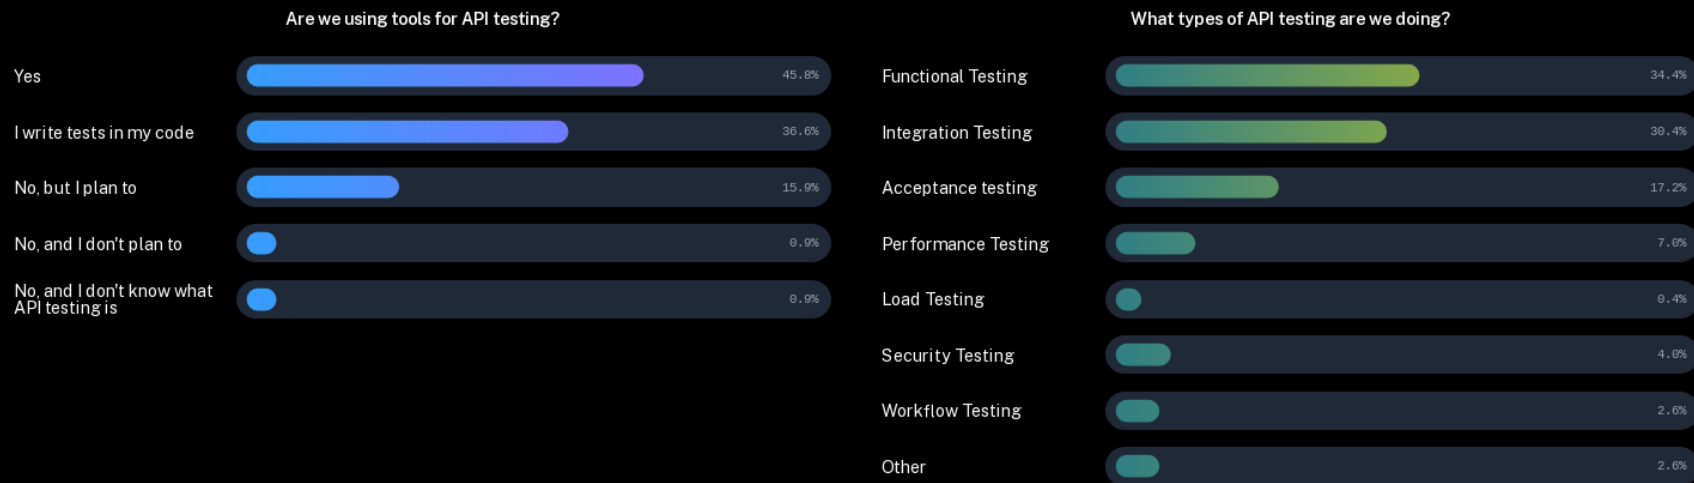 Are we using tools for API testing?
Yes
45.8%
I write tests in my code
36.6%
No, but I plan to
15.9%
No, and I don't plan to
0.9%
No, and I don't know what
API testing is
0.9%
What types of API testing are we doing?
Functional Testing
34.4%
Integration Testing
30.4%
Acceptance testing
17.2%
Performance Testing
7.0%
Load Testing
0.4%
Security Testing
4.0%
Workflow Testing
2.6%
Other
2.6%